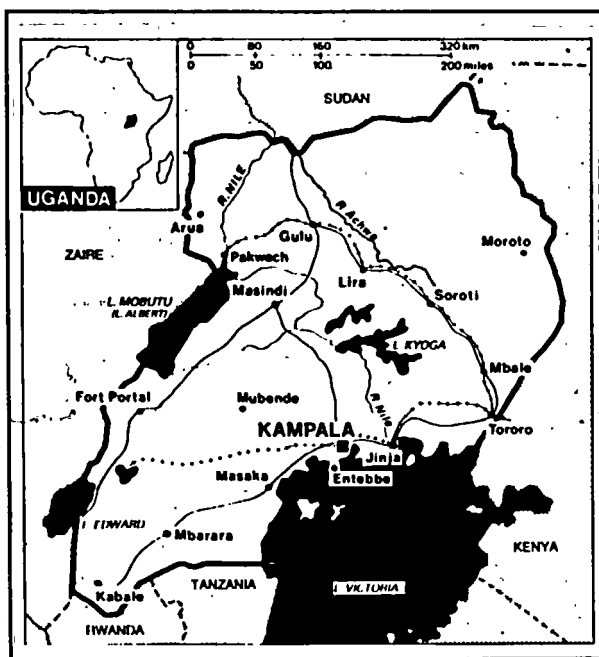 0 80 160 320 km
0 50 100 200 miles
SUDAN
UGANDA
R. NILE
Arua
R. Achwa
Gulu
Moroto
ZAIRE
Pakwach
Lira
Masindi
Soroti
L. MOBUTU
(L. ALBERT)
L. KYOGA
Mbale
Fort Portal
Mubende
R. Nile
KAMPALA
Tororo
Jinja
Masaka
Entebbe
L. EDWARD
Mbarara
KENYA
TANZANIA
L. VICTORIA
Kabale
RWANDA